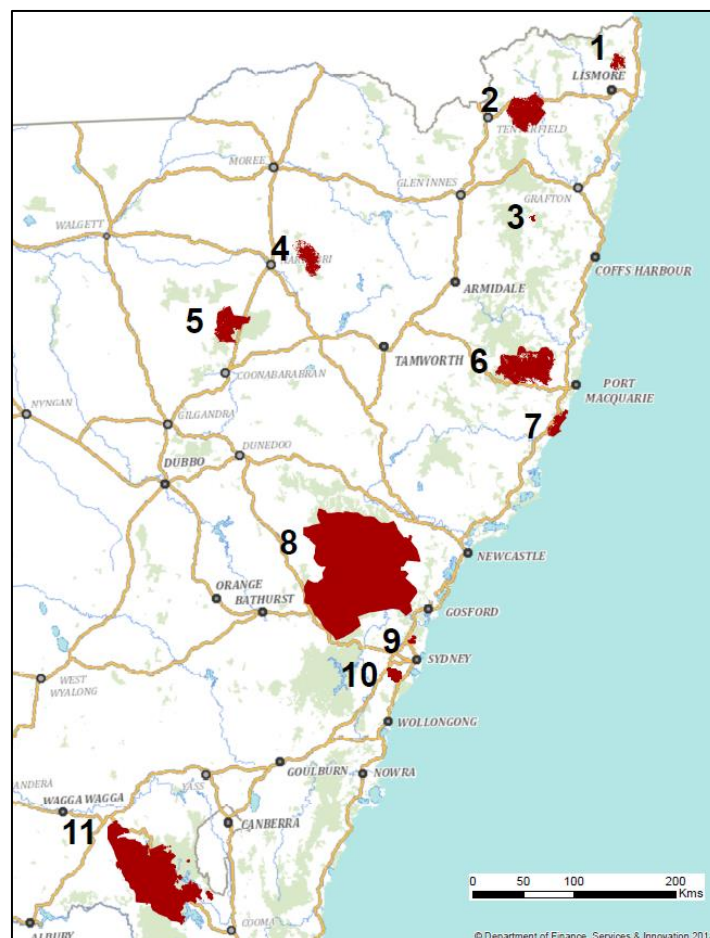 1
LISMORE
2
TENTERFIELD
MOREE
GLEN INNES
GRAFTON
3
WALGETT
4
COFFS HARBOUR
ARMIDALE
5
TAMWORTH
6
COONABARABRAN
PORT
MACQUARIE
NYNGAN
GILGANDRA
7
DUNEDOO
DUBBO
8
NEWCASTLE
ORANGE
BATHURST
GOSFORD
9
SYDNEY
10
WEST
WYALONG
WOLLONGONG
GOULBURN
NOWRA
YASS
ANDERA
WAGGA WAGGA
11
CANBERRA
0 50 100 200
Kms
COOMA
ALBURY
© Department of Finance, Services & Innovation 201